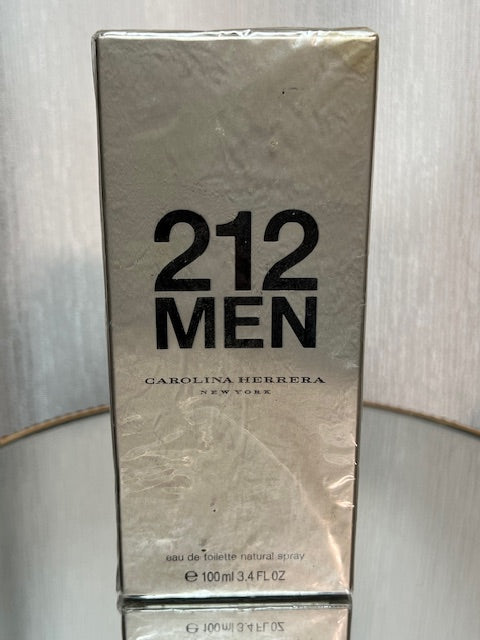 212
MEN
CAROLINA HERRERA
NEW YORK
eau de toilette natural spray
℮ 100 ml 3.4 FL OZ